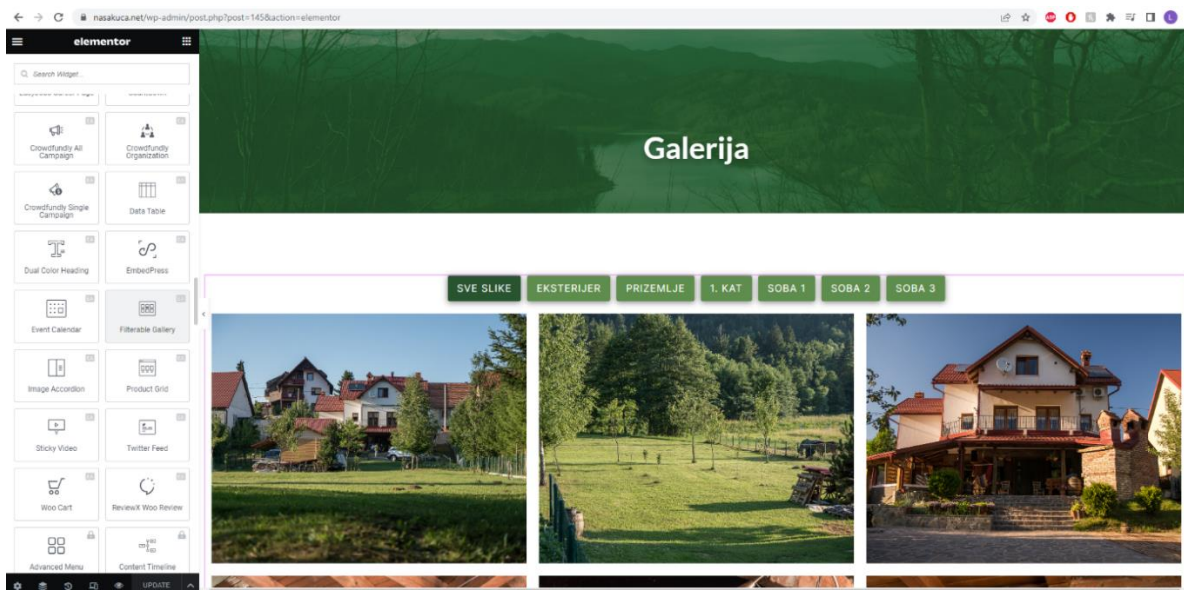 nasakuca.net/wp-admin/post.php?post=145&action=elementor
elementor
Search Widget...
Crowdfundly All Campaign
Crowdfundly Organization
Crowdfundly Single Campaign
Data Table
Dual Color Heading
EmbedPress
Event Calendar
Filterable Gallery
Image Accordion
Product Grid
Sticky Video
Twitter Feed
Woo Cart
ReviewX Woo Review
Advanced Menu
Content Timeline
UPDATE
Galerija
SVE SLIKE
EKSTERIJER
PRIZEMLJE
1. KAT
SOBA 1
SOBA 2
SOBA 3